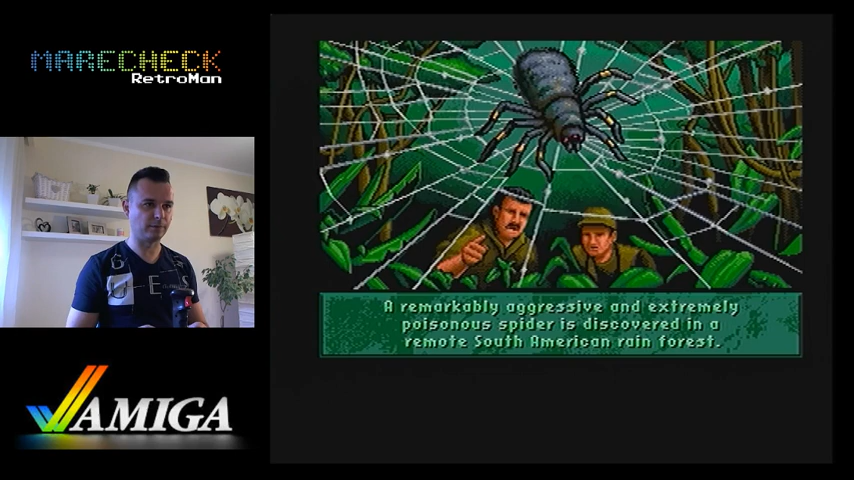 MARECHECK
RetroMan
A remarkably aggressive and extremely
poisonous spider is discovered in a
remote South American rain forest.
AMIGA